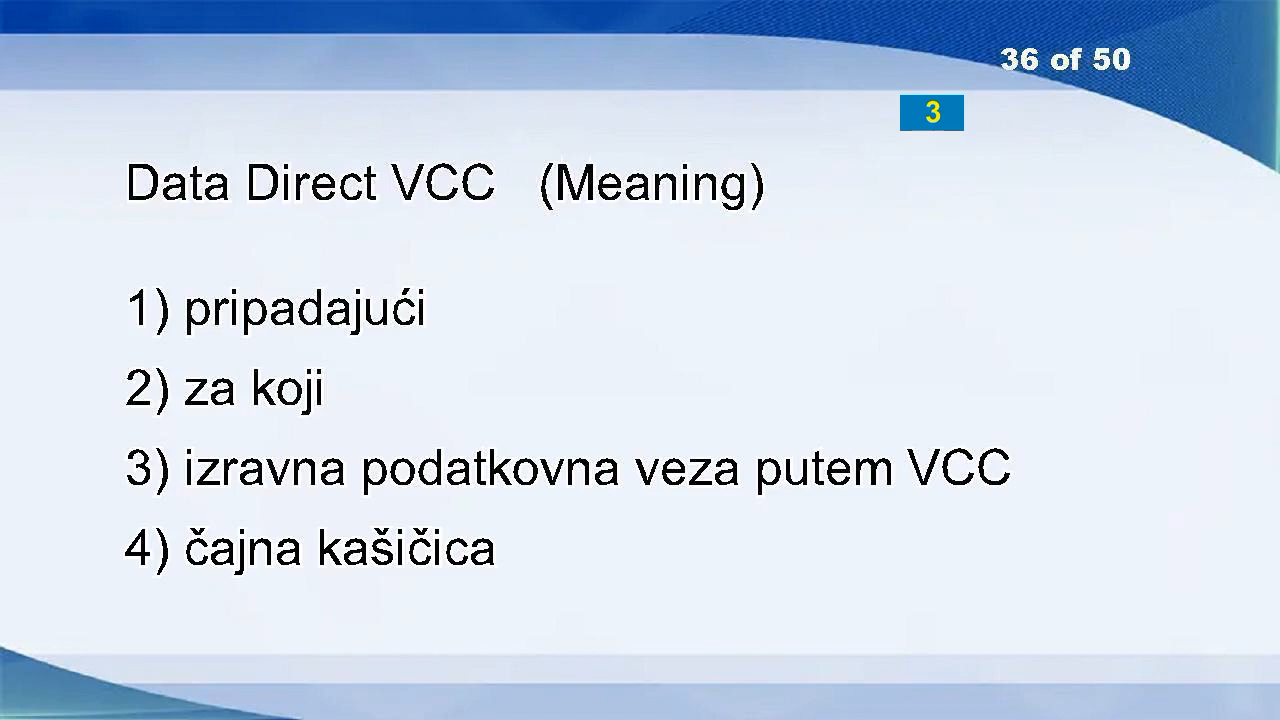 36 of 50
3
Data Direct VCC (Meaning)
1) pripadajući
2) za koji
3) izravna podatkovna veza putem VCC
4) čajna kašičica